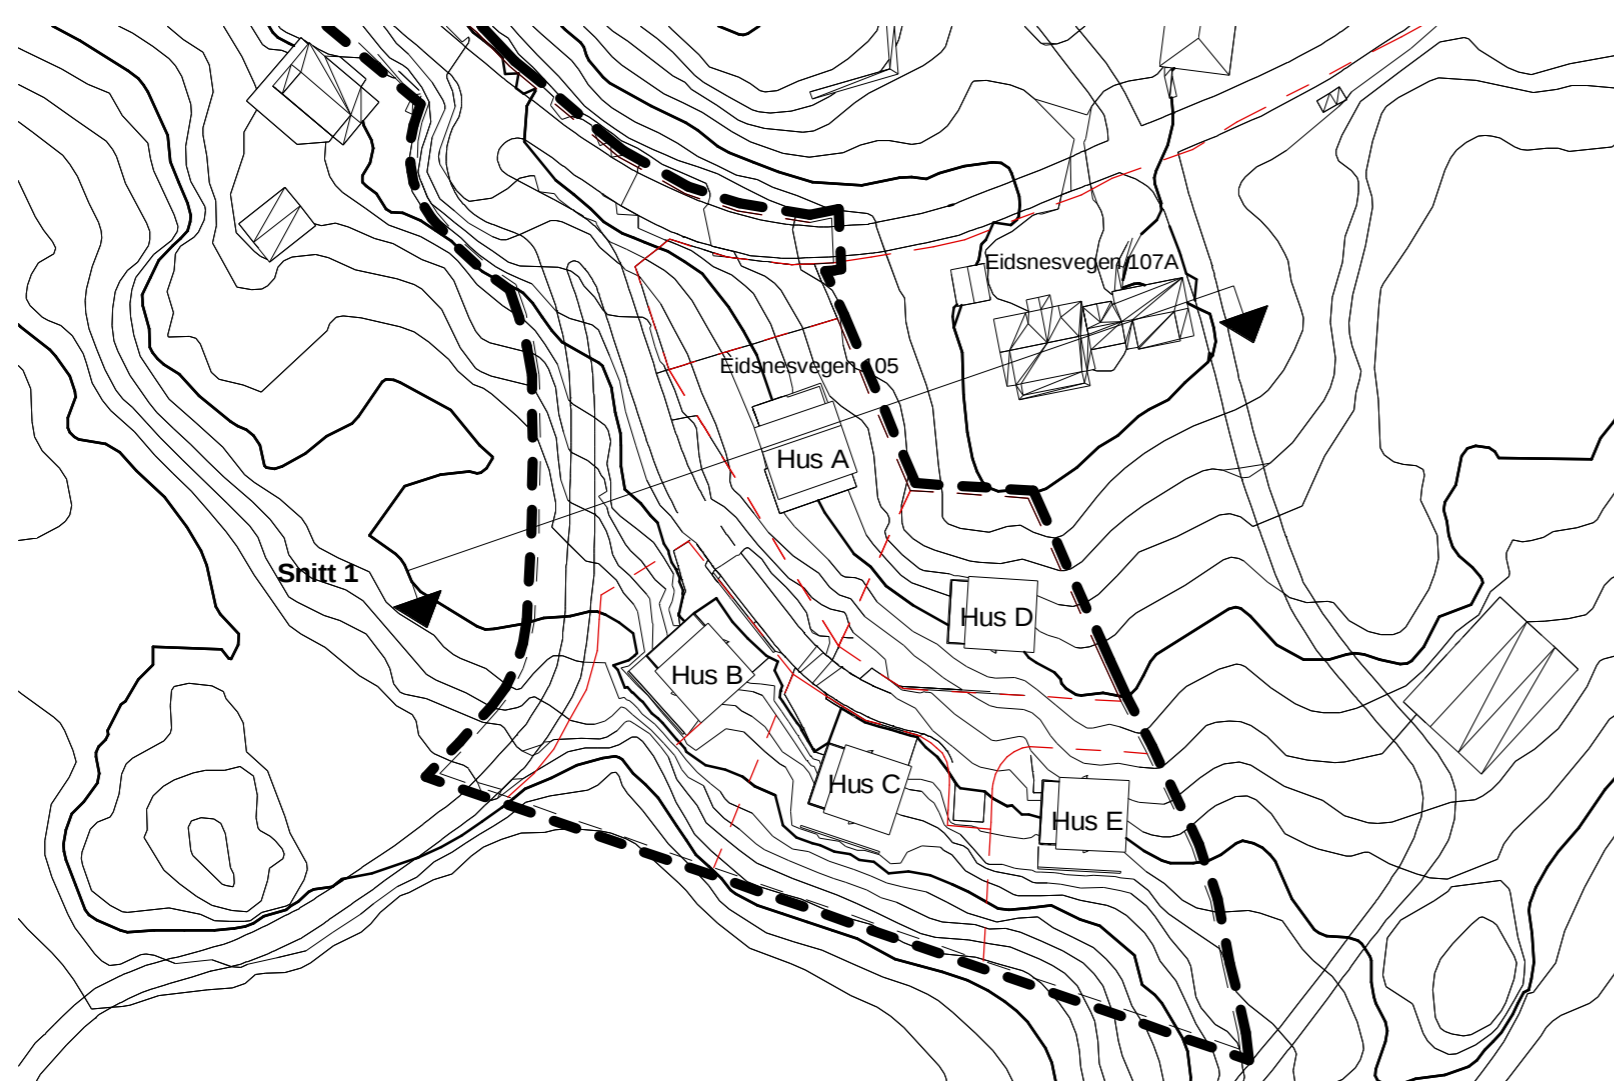 Eidsnesvegen 107A
Eidsnesvegen 105
Hus A
Snitt 1
Hus D
Hus B
Hus C
Hus E